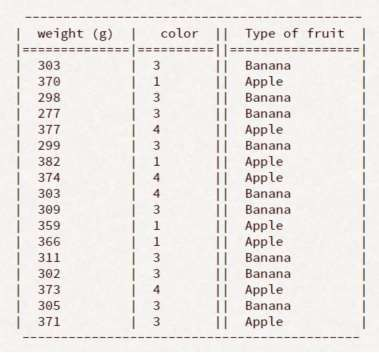 -------------------------------------------
| weight (g) | color || Type of fruit |
|==============|==========||=================|
| 303 | 3 || Banana |
| 370 | 1 || Apple |
| 298 | 3 || Banana |
| 277 | 3 || Banana |
| 377 | 4 || Apple |
| 299 | 3 || Banana |
| 382 | 1 || Apple |
| 374 | 4 || Apple |
| 303 | 4 || Banana |
| 309 | 3 || Banana |
| 359 | 1 || Apple |
| 366 | 1 || Apple |
| 311 | 3 || Banana |
| 302 | 3 || Banana |
| 373 | 4 || Apple |
| 305 | 3 || Banana |
| 371 | 3 || Apple |
-------------------------------------------